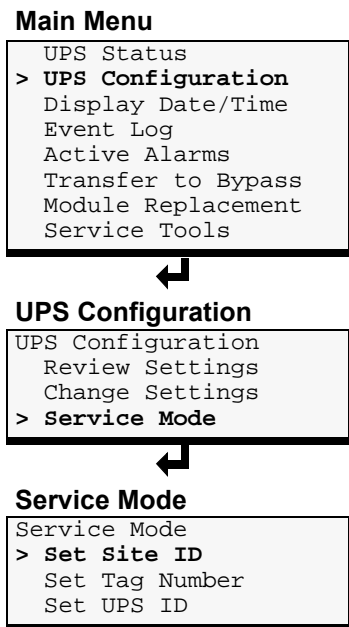 Main Menu
UPS Status
> UPS Configuration
Display Date/Time
Event Log
Active Alarms
Transfer to Bypass
Module Replacement
Service Tools
UPS Configuration
UPS Configuration
Review Settings
Change Settings
> Service Mode
Service Mode
Service Mode
> Set Site ID
Set Tag Number
Set UPS ID